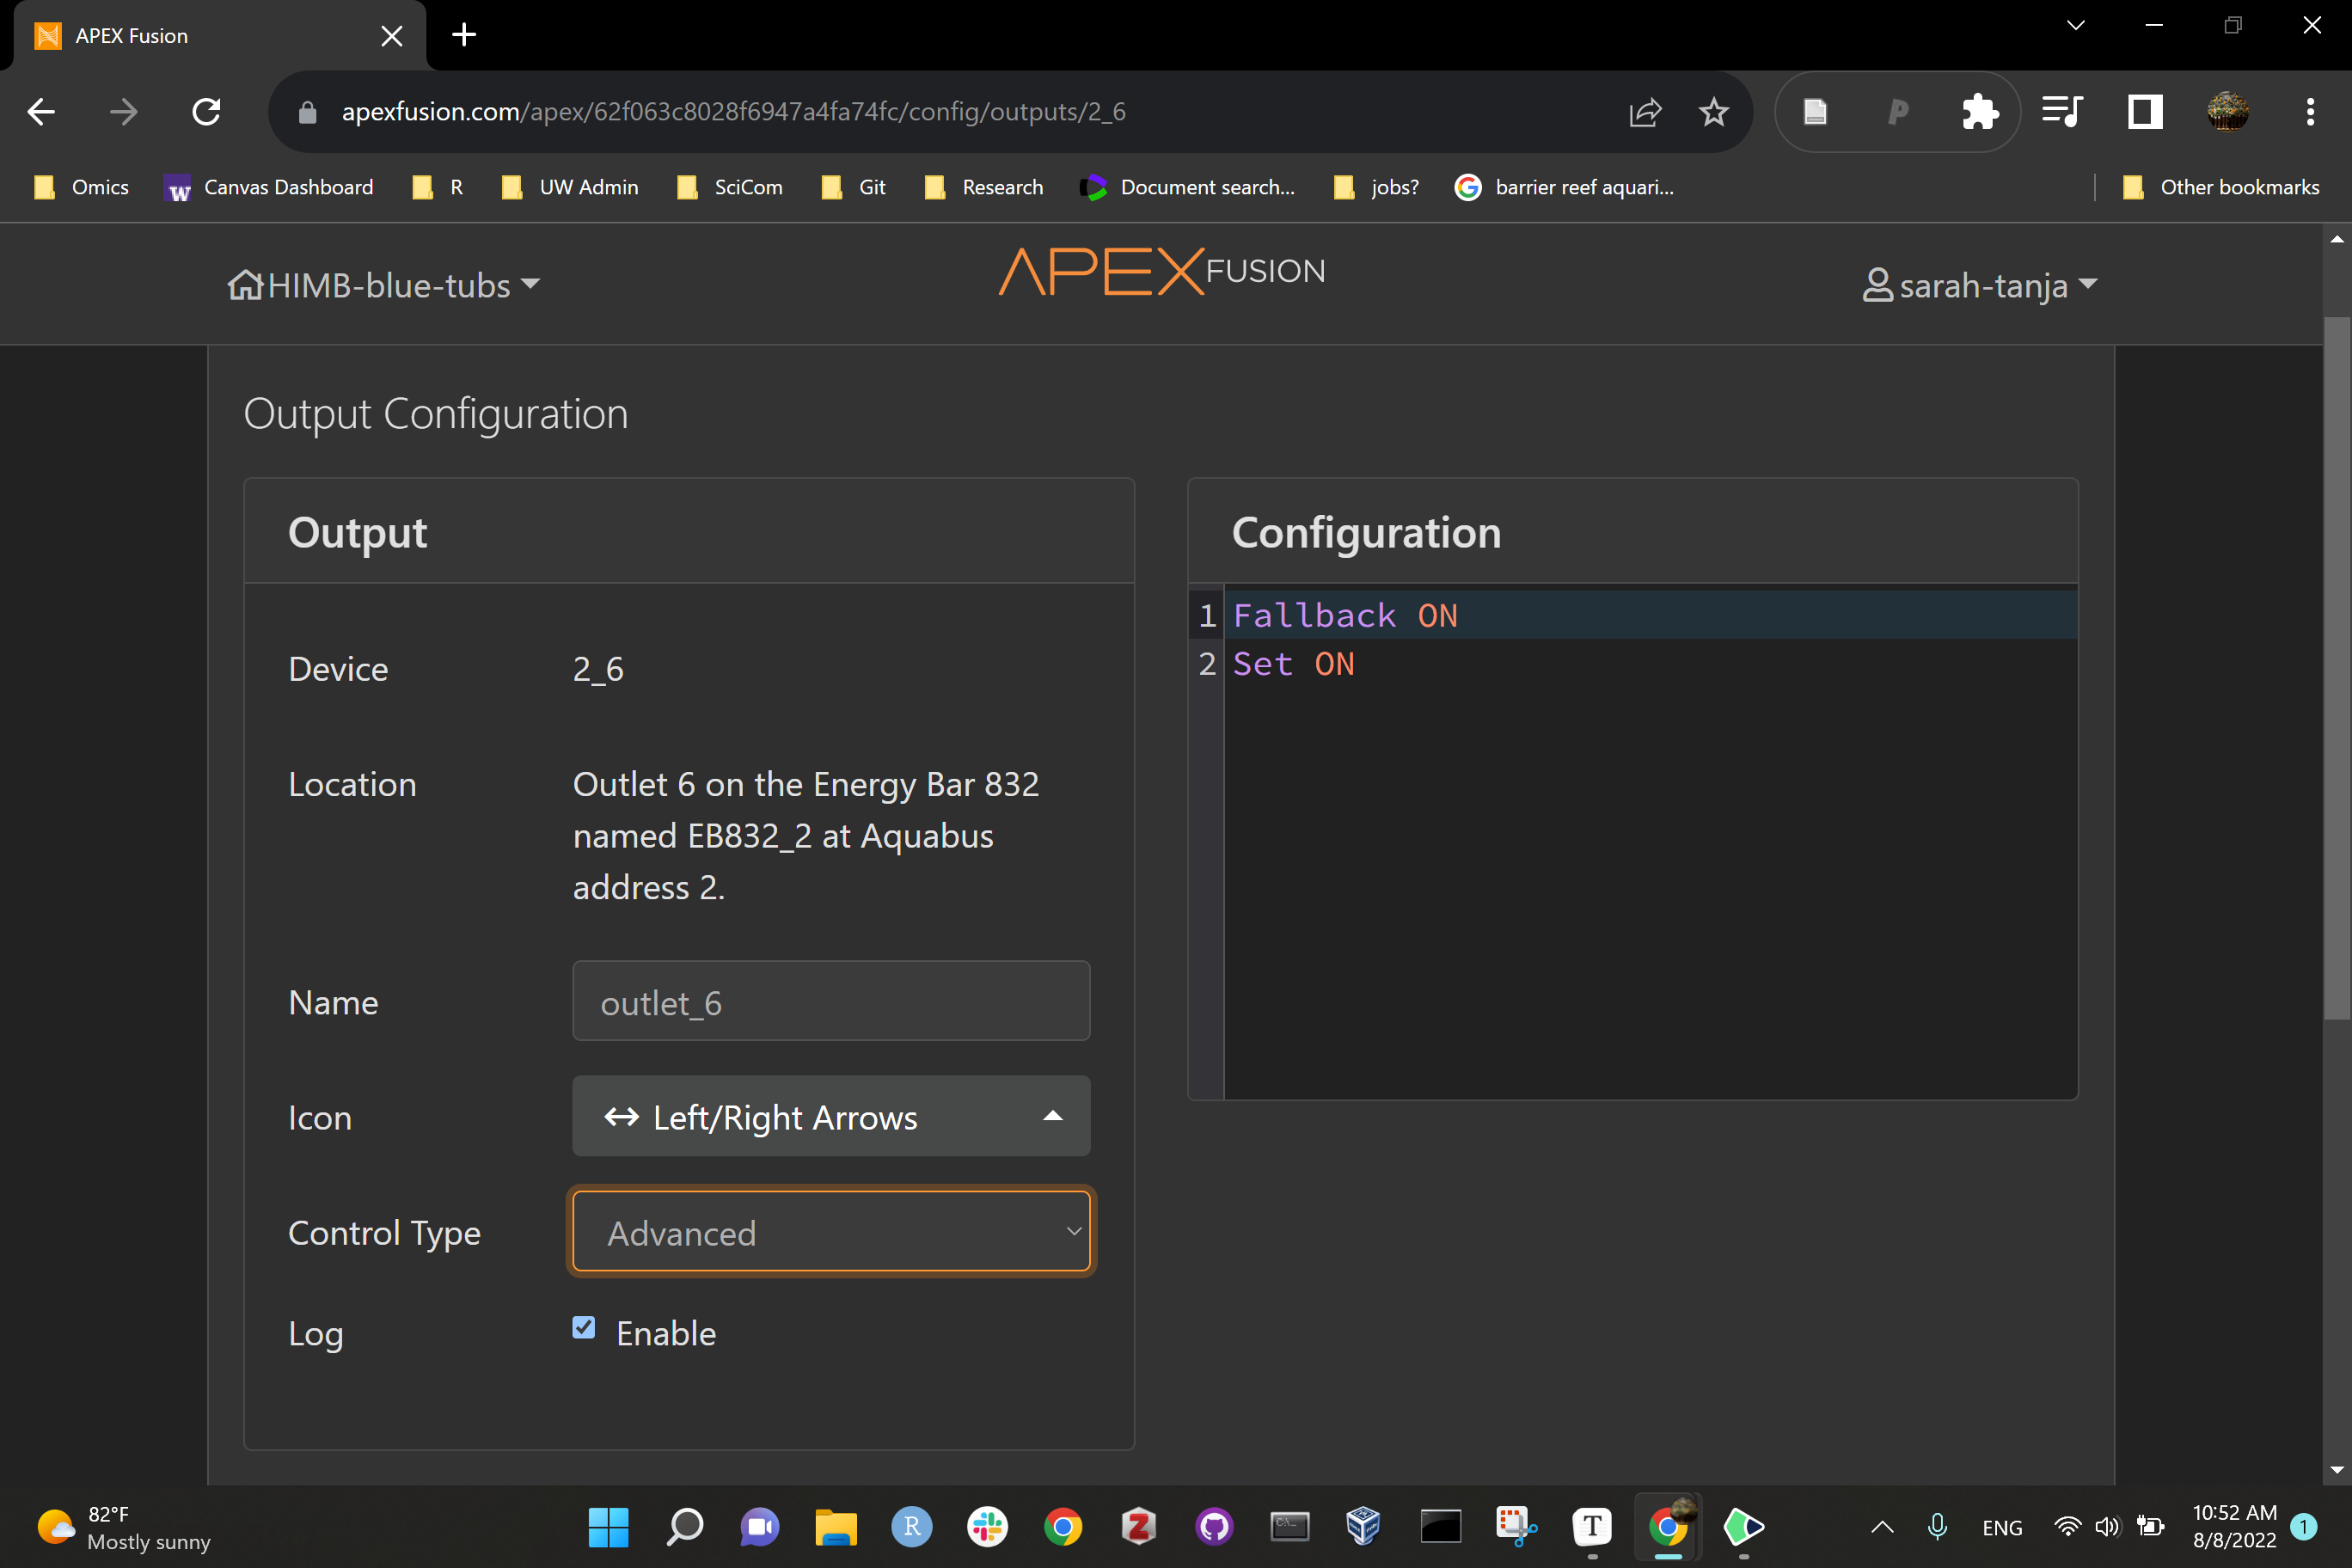 APEX Fusion
apexfusion.com/apex/62f063c8028f6947a4fa74fc/config/outputs/2_6
Omics
Canvas Dashboard
R
UW Admin
SciCom
Git
Research
Document search...
jobs?
barrier reef aquari...
Other bookmarks
HIMB-blue-tubs
APEX FUSION
sarah-tanja
Output Configuration
Output
Device
2_6
Location
Outlet 6 on the Energy Bar 832
named EB832_2 at Aquabus
address 2.
Name
outlet_6
Icon
Left/Right Arrows
Control Type
Advanced
Log
Enable
Configuration
1 Fallback ON
2 Set ON
82°F
Mostly sunny
ENG
10:52 AM
8/8/2022
1